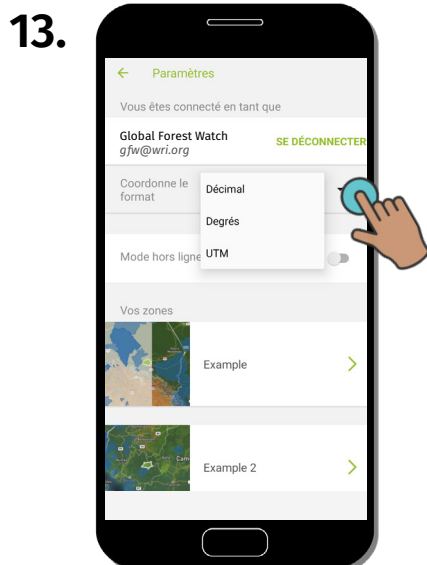 13.
Paramètres
Vous êtes connecté en tant que
Global Forest Watch
gfw@wri.org
SE DÉCONNECTER
Coordonne le
format
Décimal
Degrés
UTM
Mode hors ligne
Vos zones
Example
Example 2